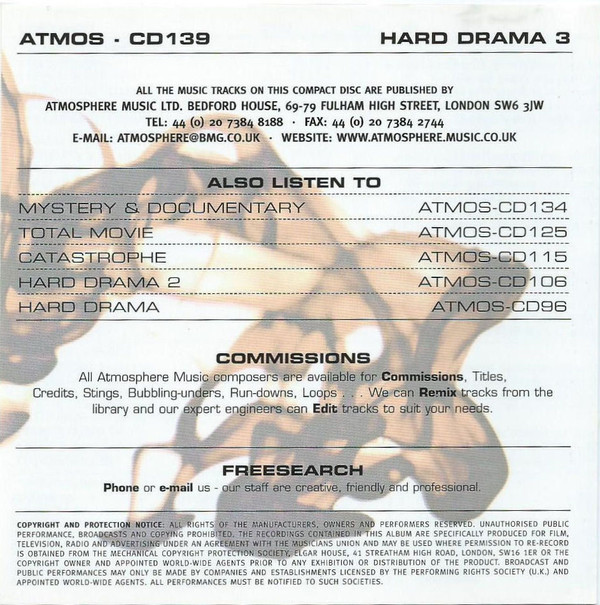 ATMOS - CD139 HARD DRAMA 3
ALL THE MUSIC TRACKS ON THIS COMPACT DISC ARE PUBLISHED BY
ATMOSPHERE MUSIC LTD. BEDFORD HOUSE, 69-79 FULHAM HIGH STREET, LONDON SW6 3JW
TEL: 44 (0) 20 7384 8188 · FAX: 44 (0) 20 7384 2744
E-MAIL: ATMOSPHERE@BMG.CO.UK · WEBSITE: WWW.ATMOSPHERE.MUSIC.CO.UK
ALSO LISTEN TO
MYSTERY & DOCUMENTARY ATMOS-CD134
TOTAL MOVIE ATMOS-CD125
CATASTROPHE ATMOS-CD115
HARD DRAMA 2 ATMOS-CD106
HARD DRAMA ATMOS-CD96
COMMISSIONS
All Atmosphere Music composers are available for Commissions, Titles,
Credits, Stings, Bubbling-unders, Run-downs, Loops . . . We can Remix tracks from the
library and our expert engineers can Edit tracks to suit your needs.
FREESEARCH
Phone or e-mail us - our staff are creative, friendly and professional.
COPYRIGHT AND PROTECTION NOTICE: ALL RIGHTS OF THE MANUFACTURERS, OWNERS AND PERFORMERS RESERVED. UNAUTHORISED PUBLIC
PERFORMANCE, BROADCASTS AND COPYING PROHIBITED. THE RECORDINGS CONTAINED IN THIS ALBUM ARE SPECIFICALLY PRODUCED FOR FILM,
TELEVISION, RADIO AND ADVERTISING UNDER AN AGREEMENT WITH THE MUSICIANS UNION AND MAY BE USED WHERE PERMISSION TO RE-RECORD
IS OBTAINED FROM THE MECHANICAL COPYRIGHT PROTECTION SOCIETY, ELGAR HOUSE, 41 STREATHAM HIGH ROAD, LONDON, SW16 1ER OR THE
COPYRIGHT OWNER AND APPOINTED WORLD-WIDE AGENTS PRIOR TO ANY EXHIBITION OR DISTRIBUTION OF THE PRODUCT. BROADCAST AND
PUBLIC PERFORMANCES MAY ONLY BE MADE BY COMPANIES AND ESTABLISHMENTS LICENSED BY THE PERFORMING RIGHTS SOCIETY (U.K.) AND
APPOINTED WORLD-WIDE AGENTS. ALL PERFORMANCES MUST BE NOTIFIED TO SUCH SOCIETIES.